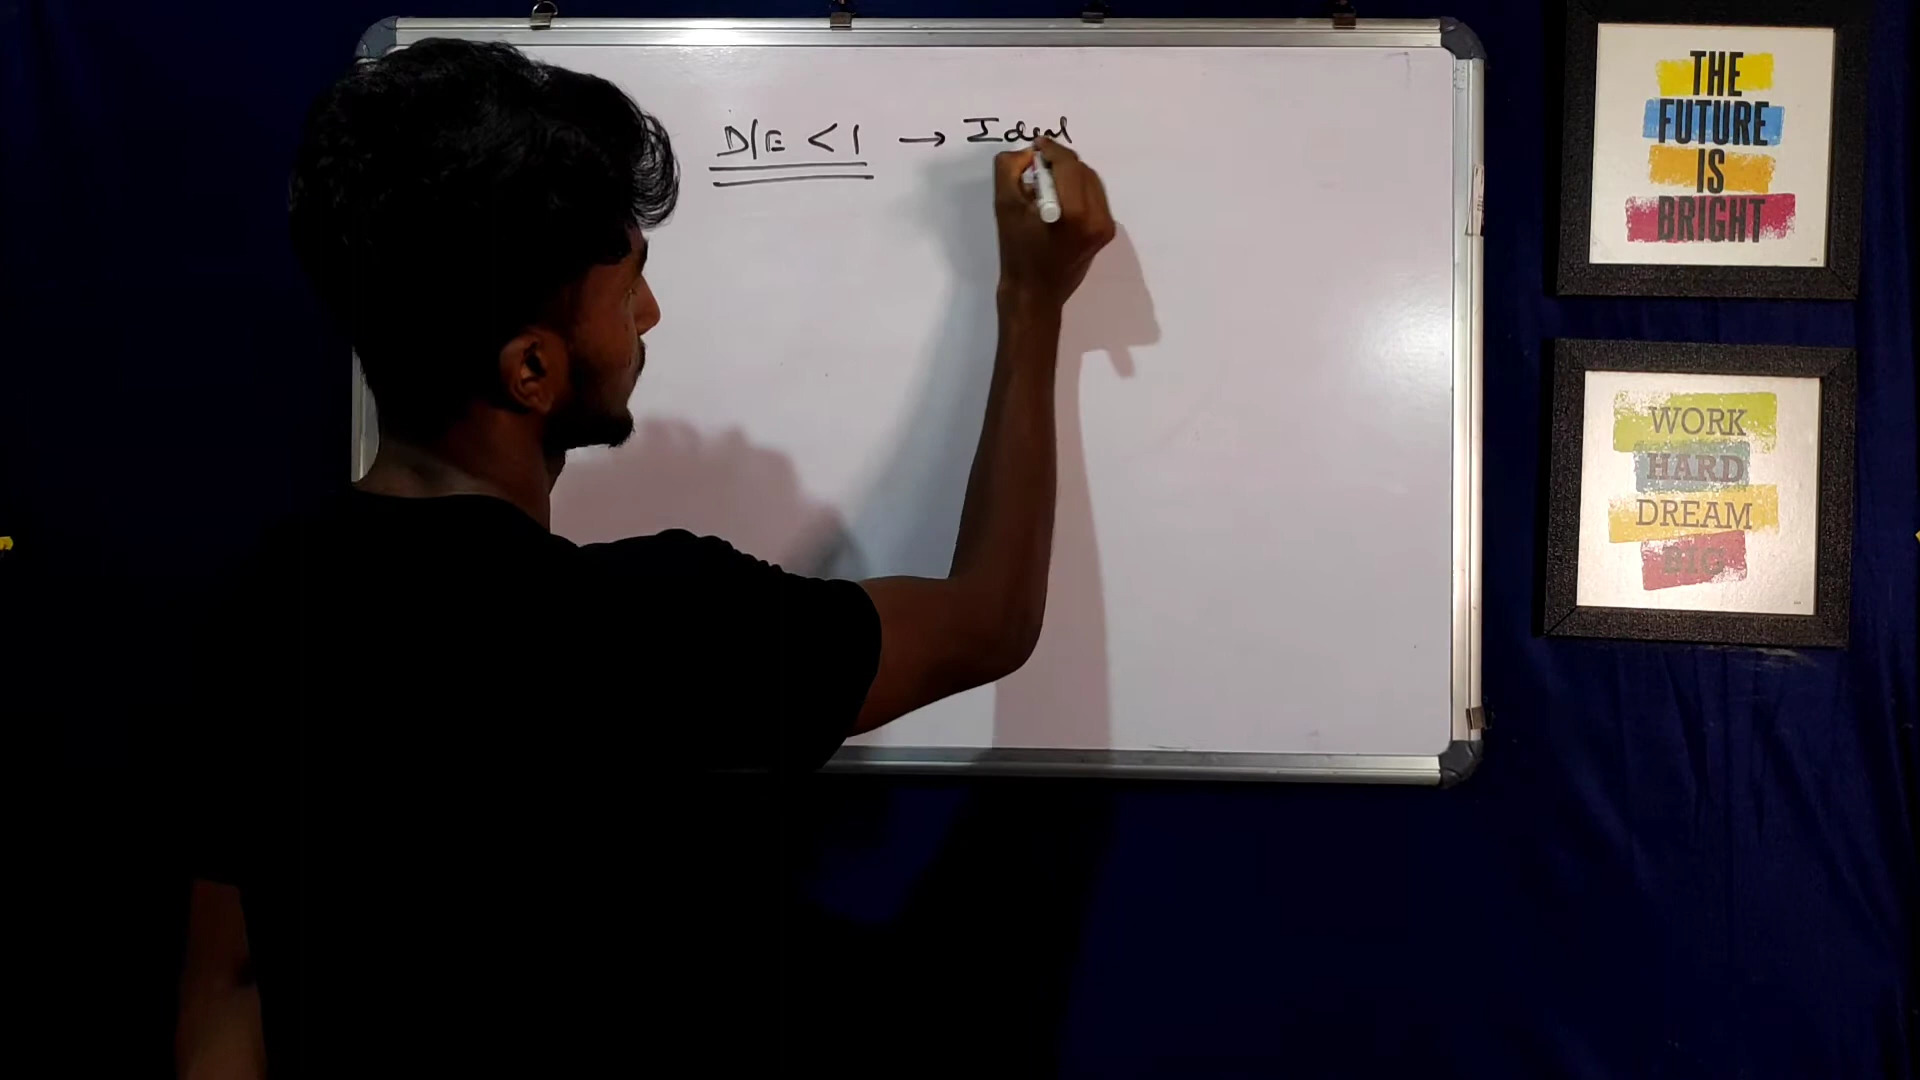 D/E < 1 → Ideal
THE
FUTURE
IS
BRIGHT
WORK
HARD
DREAM
BIG